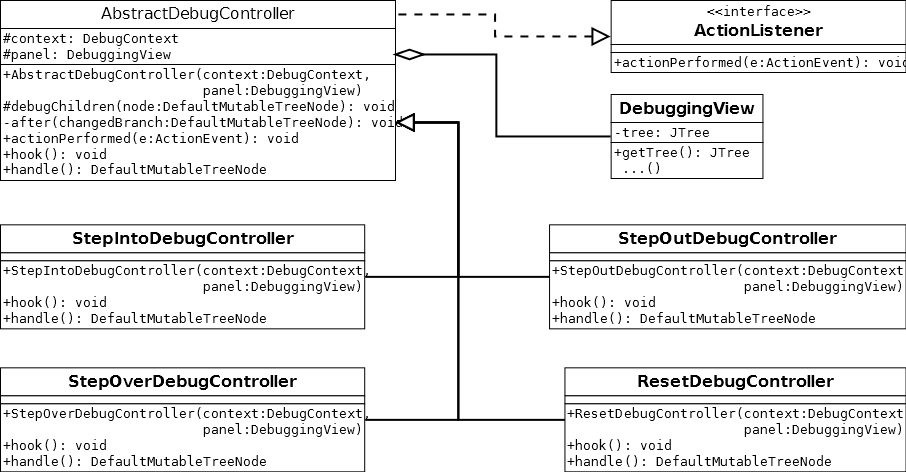 AbstractDebugController
#context: DebugContext
#panel: DebuggingView
+AbstractDebugController(context:DebugContext,
panel:DebuggingView)
#debugChildren(node:DefaultMutableTreeNode): void
-after(changedBranch:DefaultMutableTreeNode): void
+actionPerformed(e:ActionEvent): void
+hook(): void
+handle(): DefaultMutableTreeNode
<<interface>>
ActionListener
+actionPerformed(e:ActionEvent): void
DebuggingView
-tree: JTree
+getTree(): JTree
...()
StepIntoDebugController
+StepIntoDebugController(context:DebugContext,
panel:DebuggingView)
+hook(): void
+handle(): DefaultMutableTreeNode
StepOutDebugController
+StepOutDebugController(context:DebugContext
panel:DebuggingView)
+hook(): void
+handle(): DefaultMutableTreeNode
StepOverDebugController
+StepOverDebugController(context:DebugContext,
panel:DebuggingView)
+hook(): void
+handle(): DefaultMutableTreeNode
ResetDebugController
+ResetDebugController(context:DebugContext
panel:DebuggingView)
+hook(): void
+handle(): DefaultMutableTreeNode